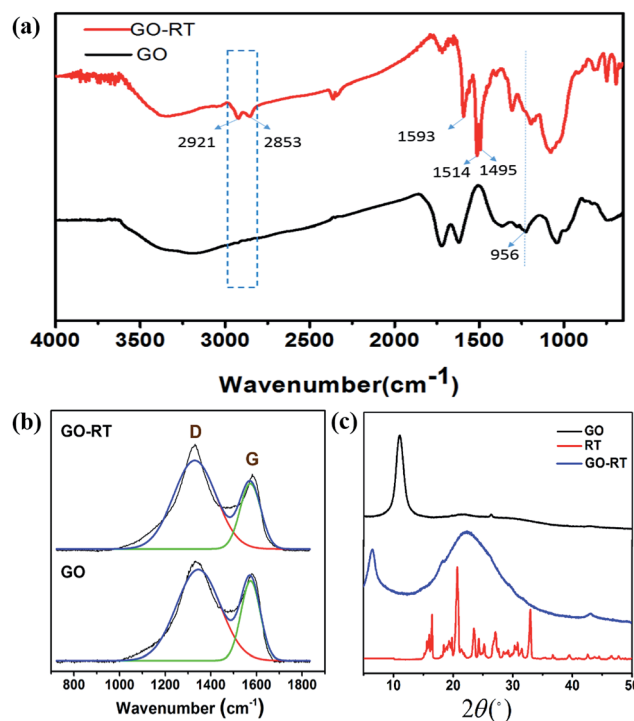 (a)
GO-RT
GO
2921
2853
1593
1514
1495
956
4000 3500 3000 2500 2000 1500 1000
Wavenumber(cm-1)
(b)
GO-RT
D
G
GO
800 1000 1200 1400 1600 1800
Wavenumber (cm-1)
(c)
GO
RT
GO-RT
10 20 30 40 50
2θ(°)